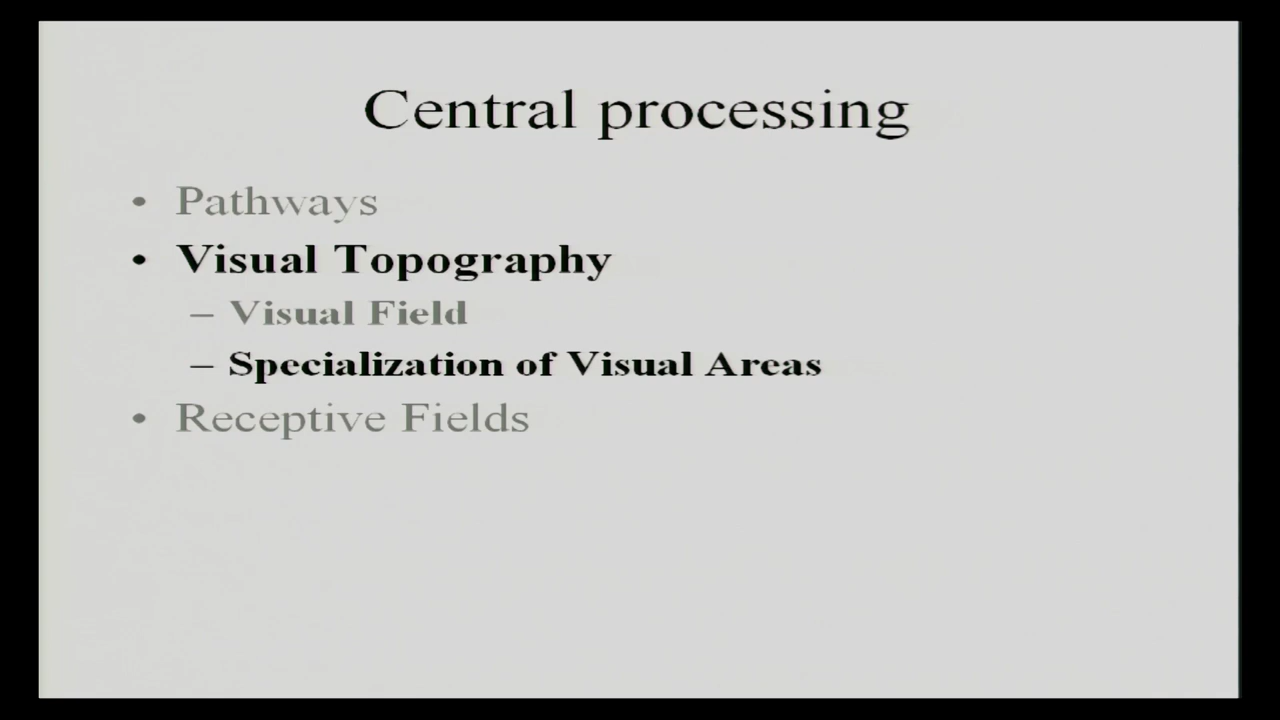 Central processing
• Pathways
• Visual Topography
– Visual Field
– Specialization of Visual Areas
• Receptive Fields